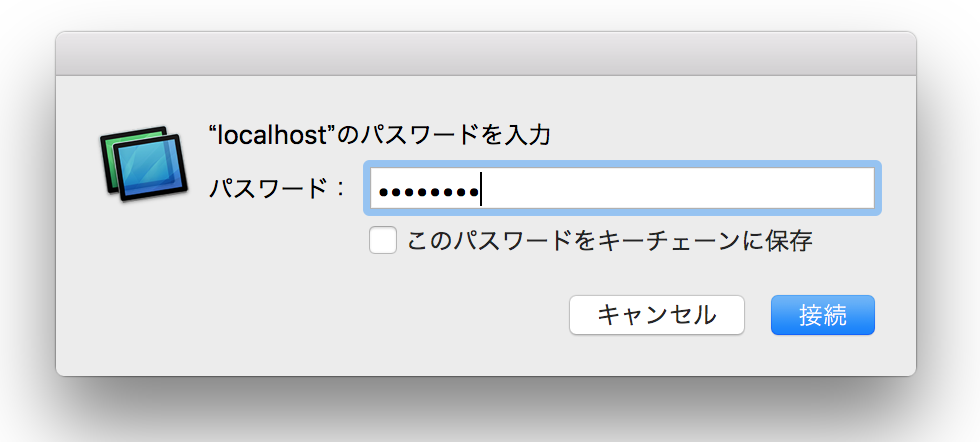 “localhost”のパスワードを入力
パスワード：••••••••
このパスワードをキーチェーンに保存
キャンセル 接続